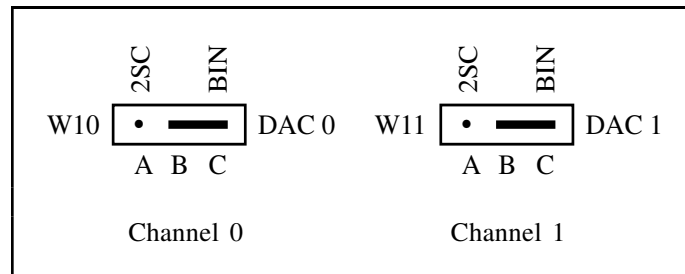 2SC BIN 2SC BIN
W10 DAC 0 W11 DAC 1
A B C A B C
Channel 0 Channel 1